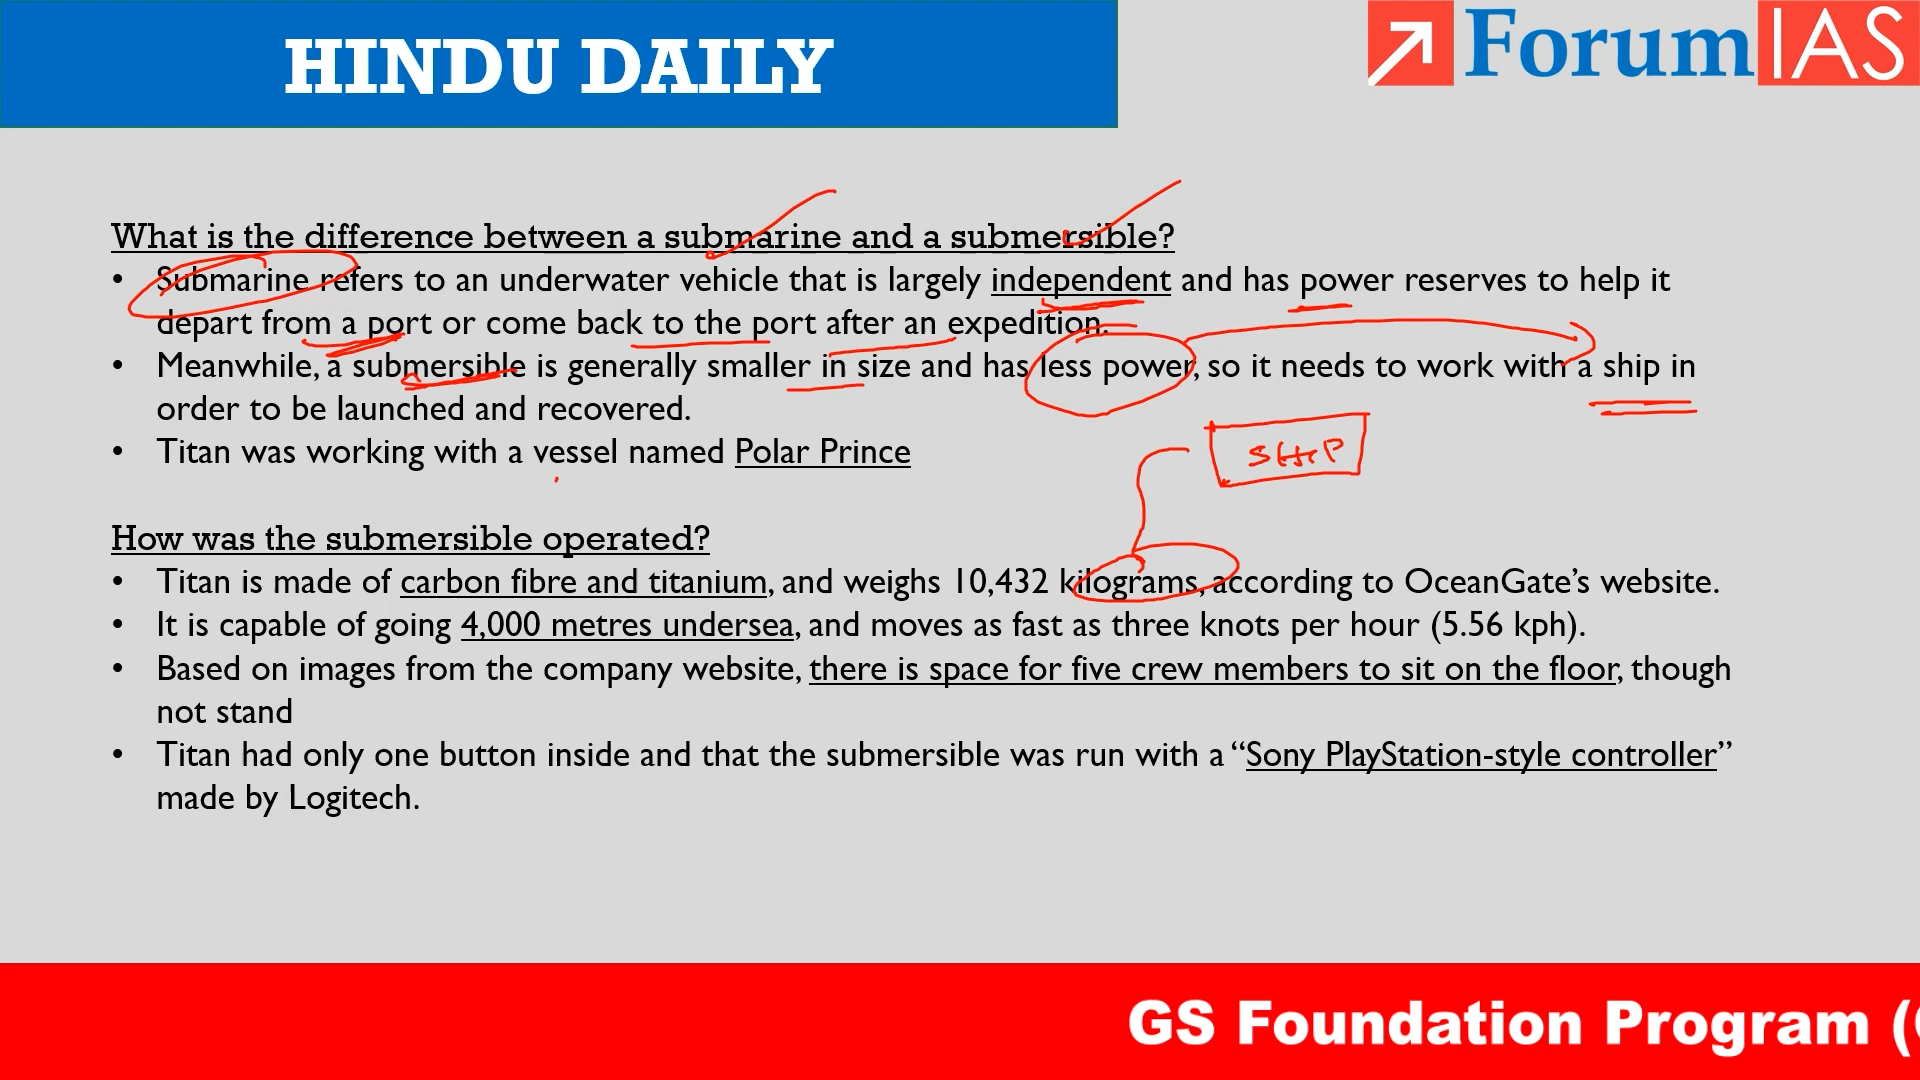 HINDU DAILY
Forum IAS
What is the difference between a submarine and a submersible?
• Submarine refers to an underwater vehicle that is largely independent and has power reserves to help it
depart from a port or come back to the port after an expedition.
• Meanwhile, a submersible is generally smaller in size and has less power, so it needs to work with a ship in
order to be launched and recovered.
• Titan was working with a vessel named Polar Prince
SHIP
How was the submersible operated?
• Titan is made of carbon fibre and titanium, and weighs 10,432 kilograms, according to OceanGate’s website.
• It is capable of going 4,000 metres undersea, and moves as fast as three knots per hour (5.56 kph).
• Based on images from the company website, there is space for five crew members to sit on the floor, though
not stand
• Titan had only one button inside and that the submersible was run with a “Sony PlayStation-style controller”
made by Logitech.
GS Foundation Program (